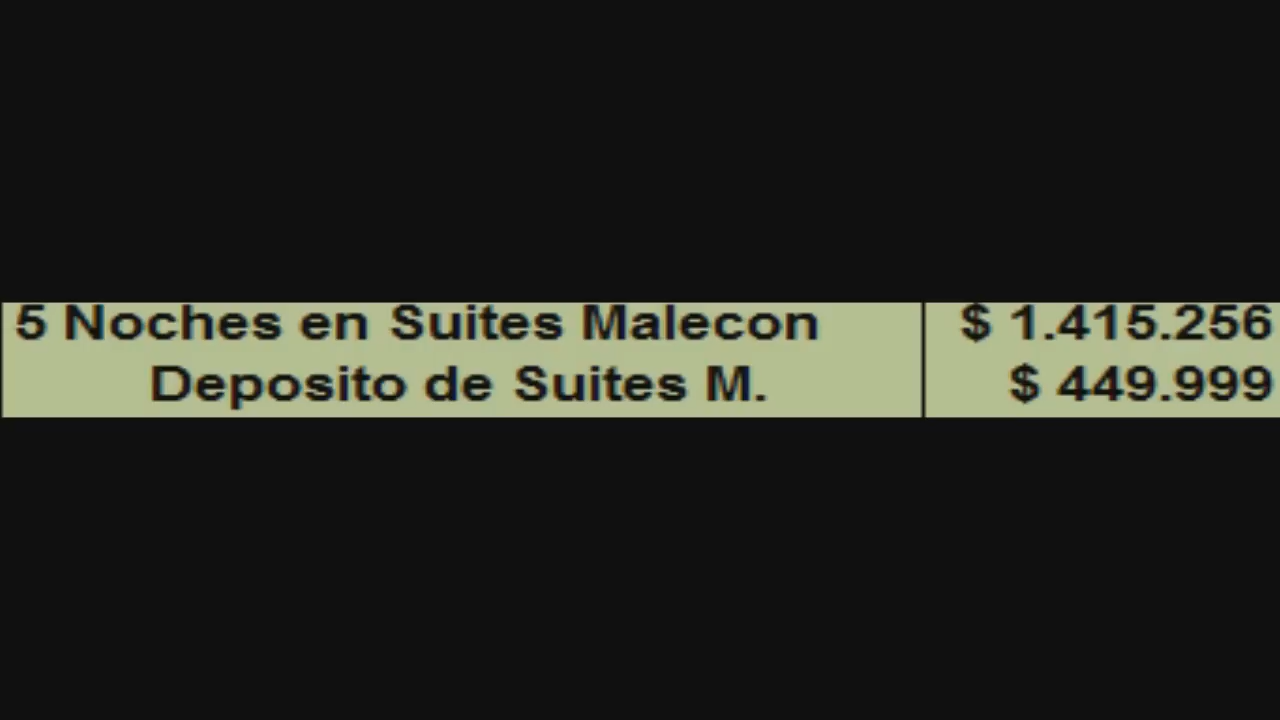 5 Noches en Suites Malecon $ 1.415.256
Deposito de Suites M. $ 449.999